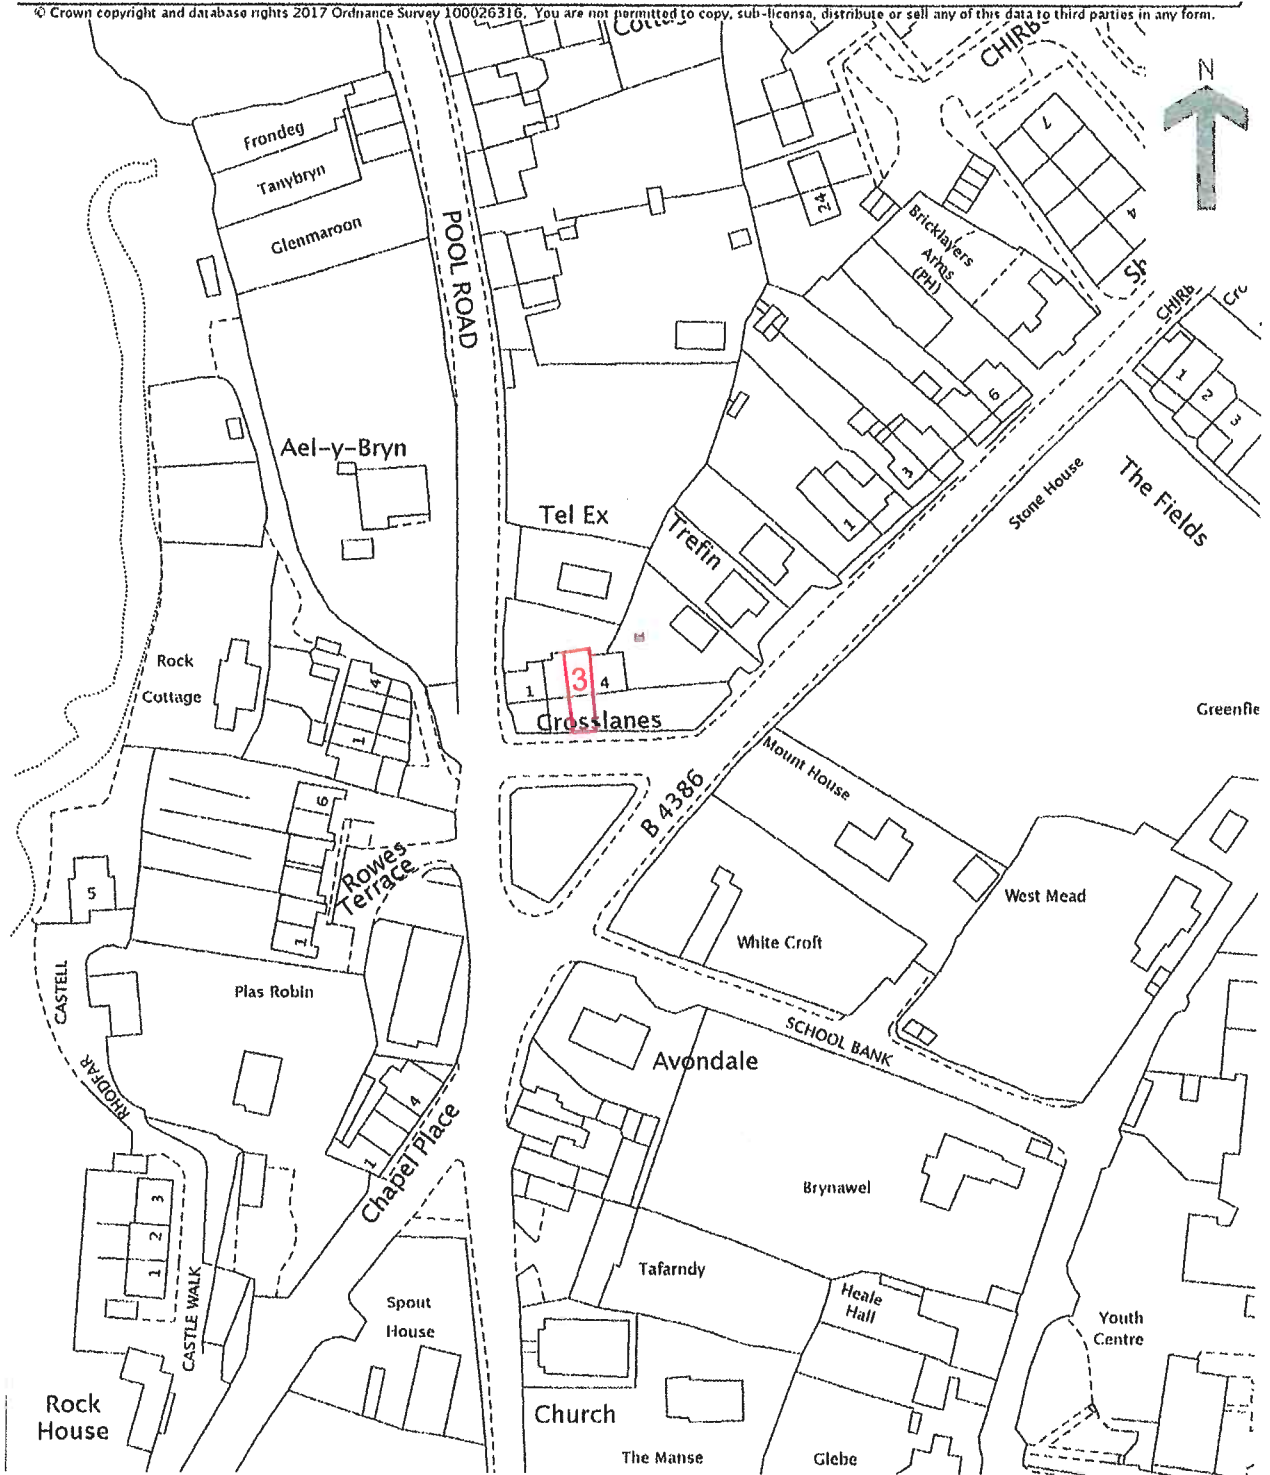 © Crown copyright and database rights 2017 Ordnance Survey 100026316. You are not permitted to copy, sub-license, distribute or sell any of this data to third parties in any form.
N
Frondeg
Tanybryn
Glenmaroon
POOL ROAD
7
4
24
Bricklayers
Arms
(PH)
6
3
1
1
2
3
The Fields
Stone House
Ael-y-Bryn
Tel Ex
Trefin
Rock
Cottage
4
1
1
3
4
Crosslanes
Greenfie
Mount House
B 4386
6
Rowes
Terrace
1
5
West Mead
White Croft
CASTELL
RHODFAR
Plas Robin
SCHOOL BANK
Avondale
4
1
Chapel Place
Brynawel
3
2
1
CASTLE WALK
Tafarndy
Heale
Hall
Spout
House
Youth
Centre
Rock
House
Church
The Manse
Glebe